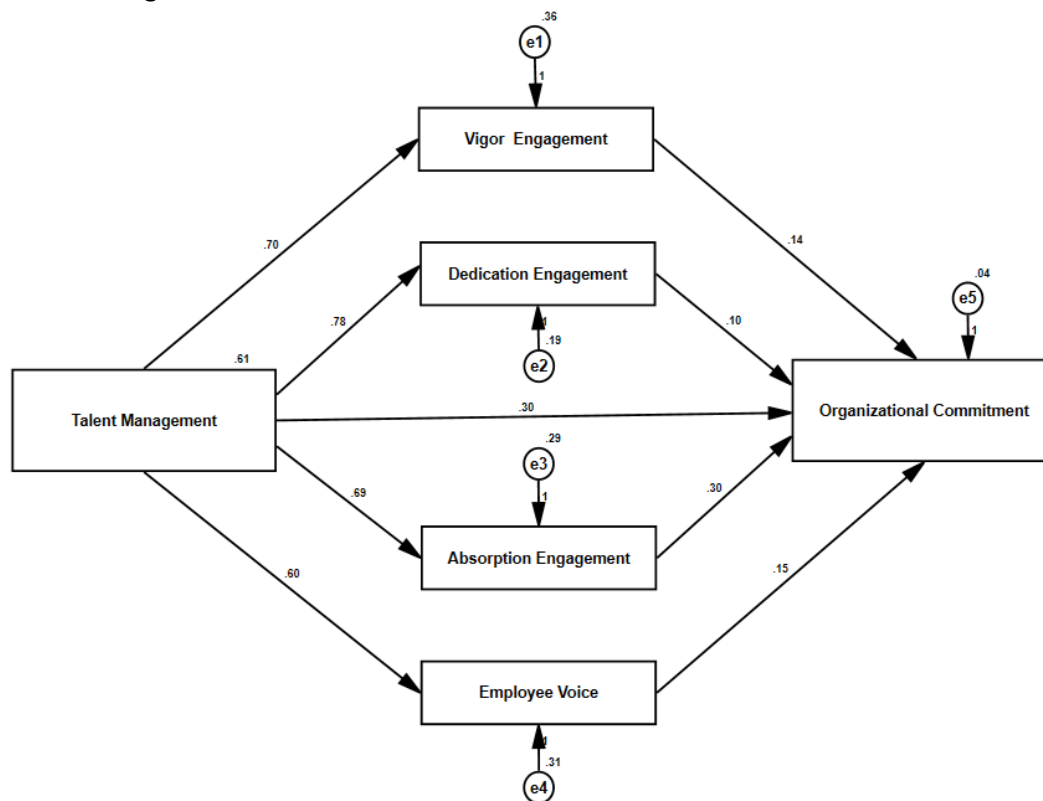 g
.36
e1
1
Vigor Engagement
.70
.14
Dedication Engagement
.04
e5
1
.78
.10
1
.19
e2
.61
Talent Management
.30
Organizational Commitment
.29
e3
1
.69
.30
Absorption Engagement
.60
.15
Employee Voice
1
.31
e4